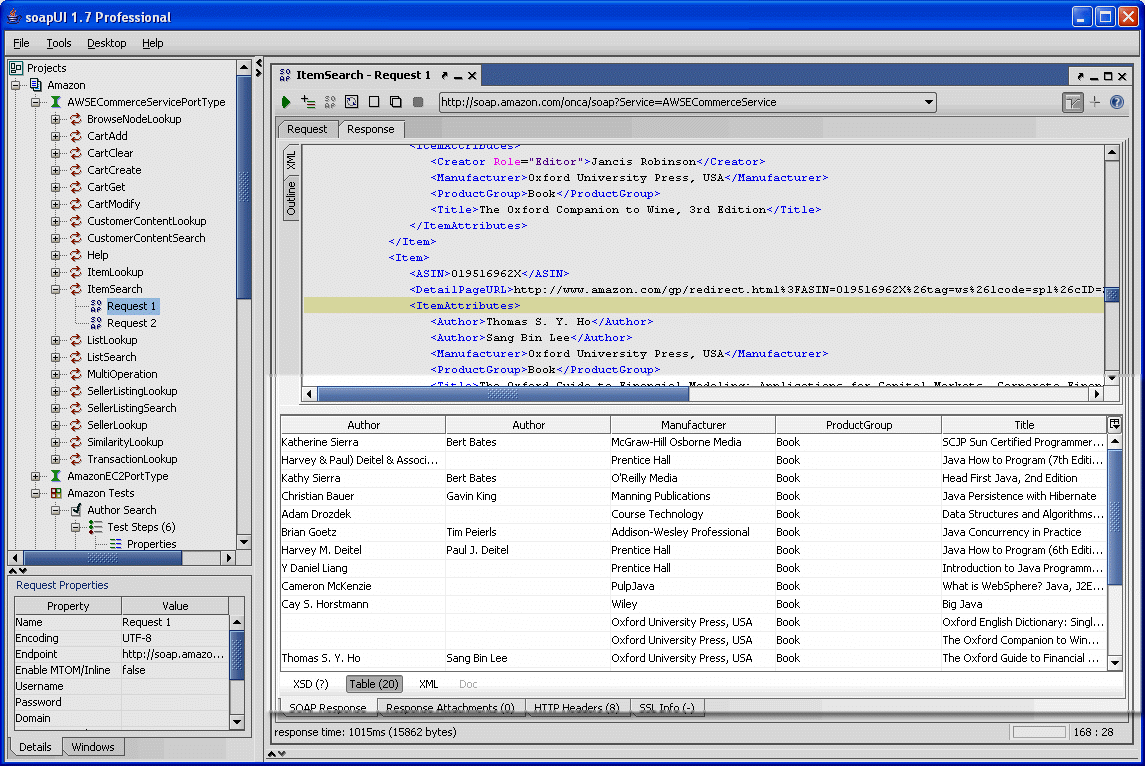 soapUI 1.7 Professional
File Tools Desktop Help
Projects
Amazon
AWSECommerceServicePortType
BrowseNodeLookup
CartAdd
CartClear
CartCreate
CartGet
CartModify
CustomerContentLookup
CustomerContentSearch
Help
ItemLookup
ItemSearch
Request 1
Request 2
ListLookup
ListSearch
MultiOperation
SellerListingLookup
SellerListingSearch
SellerLookup
SimilarityLookup
TransactionLookup
AmazonEC2PortType
Amazon Tests
Author Search
Test Steps (6)
Properties
Request Properties
Property Value
Name Request 1
Encoding UTF-8
Endpoint http://soap.amazo...
Enable MTOM/Inline false
Username
Password
Domain
Details Windows
ItemSearch - Request 1
http://soap.amazon.com/onca/soap?Service=AWSECommerceService
Request Response
XML
Outline
<ItemAttributes>
<Creator Role="Editor">Jancis Robinson</Creator>
<Manufacturer>Oxford University Press, USA</Manufacturer>
<ProductGroup>Book</ProductGroup>
<Title>The Oxford Companion to Wine, 3rd Edition</Title>
</ItemAttributes>
</Item>
<Item>
<ASIN>019516962X</ASIN>
<DetailPageURL>http://www.amazon.com/gp/redirect.html%3FASIN=019516962X%26tag=ws%26lcode=spl%26cID=
<ItemAttributes>
<Author>Thomas S. Y. Ho</Author>
<Author>Sang Bin Lee</Author>
<Manufacturer>Oxford University Press, USA</Manufacturer>
<ProductGroup>Book</ProductGroup>
<Title>The Oxford Guide to Financial Modeling: Applications for Capital Markets, Corporate Finan
Author Author Manufacturer ProductGroup Title
Katherine Sierra Bert Bates McGraw-Hill Osborne Media Book SCJP Sun Certified Programmer...
Harvey & Paul) Deitel & Associ... Prentice Hall Book Java How to Program (7th Editi...
Kathy Sierra Bert Bates O'Reilly Media Book Head First Java, 2nd Edition
Christian Bauer Gavin King Manning Publications Book Java Persistence with Hibernate
Adam Drozdek Course Technology Book Data Structures and Algorithms...
Brian Goetz Tim Peierls Addison-Wesley Professional Book Java Concurrency in Practice
Harvey M. Deitel Paul J. Deitel Prentice Hall Book Java How to Program (6th Editi...
Y Daniel Liang Prentice Hall Book Introduction to Java Programm...
Cameron McKenzie PulpJava Book What is WebSphere? Java, J2E...
Cay S. Horstmann Wiley Book Big Java
Oxford University Press, USA Book Oxford English Dictionary: Singl...
Oxford University Press, USA Book The Oxford Companion to Win...
Thomas S. Y. Ho Sang Bin Lee Oxford University Press, USA Book The Oxford Guide to Financial ...
XSD (?) Table (20) XML Doc
SOAP Response Response Attachments (0) HTTP Headers (8) SSL Info (-)
response time: 1015ms (15862 bytes) 168 : 28